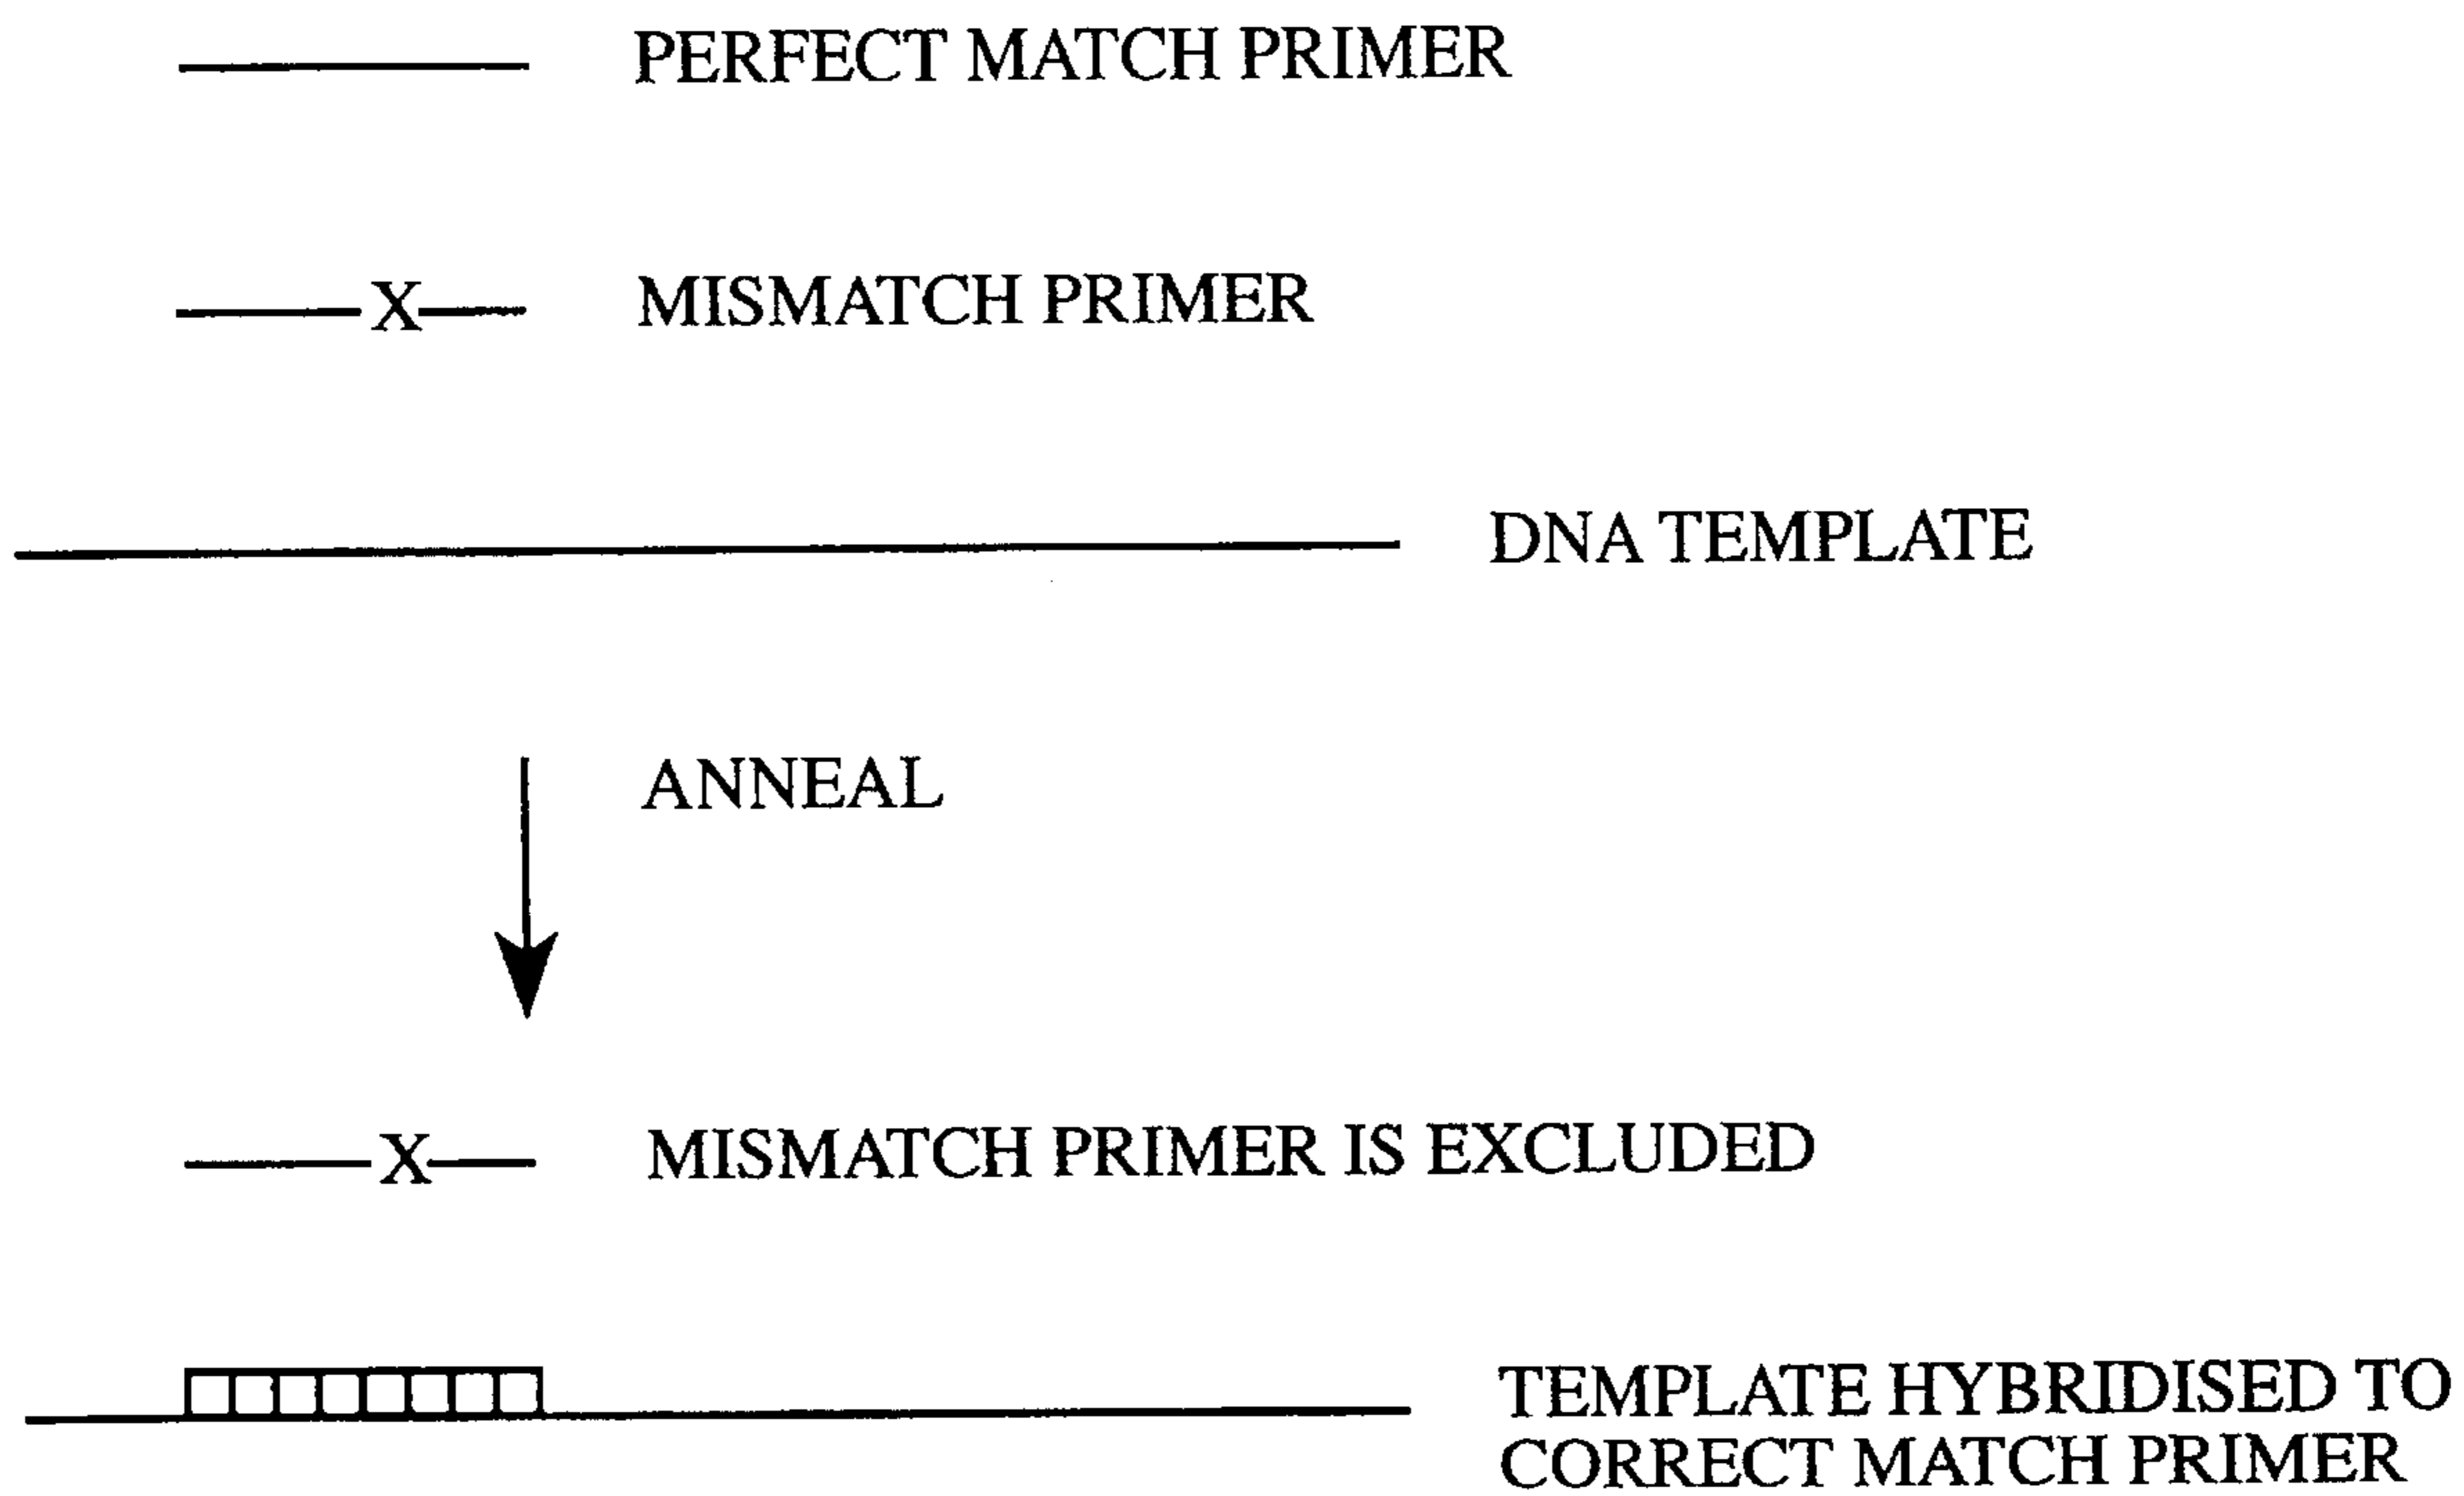 PERFECT MATCH PRIMER
X
MISMATCH PRIMER
DNA TEMPLATE
ANNEAL
X
MISMATCH PRIMER IS EXCLUDED
TEMPLATE HYBRIDISED TO
CORRECT MATCH PRIMER